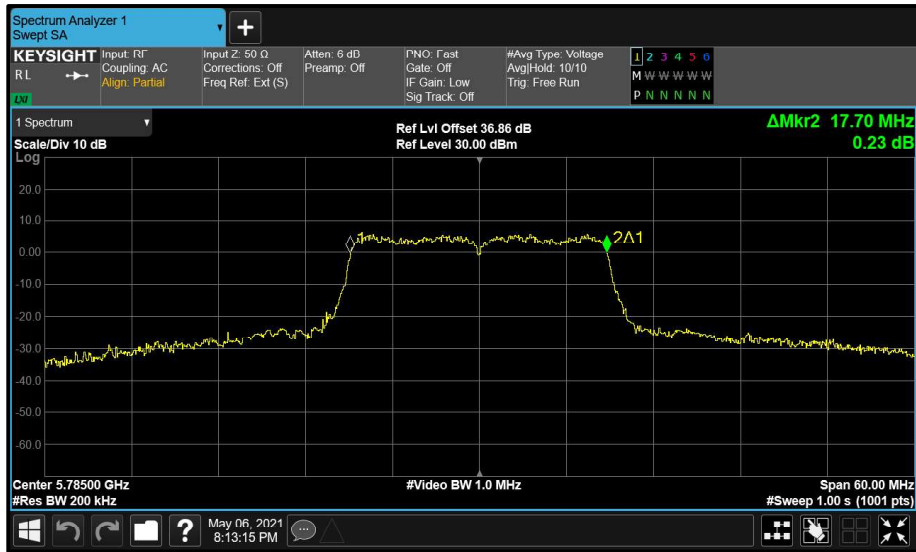 Spectrum Analyzer 1
Swept SA
+
KEYSIGHT Input: RF Input Z: 50 Ω Atten: 6 dB PNO: Fast #Avg Type: Voltage 1 2 3 4 5 6
RL Coupling: AC Corrections: Off Preamp: Off Gate: Off Avg|Hold: 10/10 M W W W W W
Align: Partial Freq Ref: Ext (S) IF Gain: Low Trig: Free Run
LXI Sig Track: Off P N N N N N
1 Spectrum ΔMkr2 17.70 MHz
Ref Lvl Offset 36.86 dB
Scale/Div 10 dB Ref Level 30.00 dBm 0.23 dB
Log
20.0
10.0
1 2Δ1
0.00
-10.0
-20.0
-30.0
-40.0
-50.0
-60.0
Center 5.78500 GHz #Video BW 1.0 MHz Span 60.00 MHz
#Res BW 200 kHz #Sweep 1.00 s (1001 pts)
? May 06, 2021
8:13:15 PM